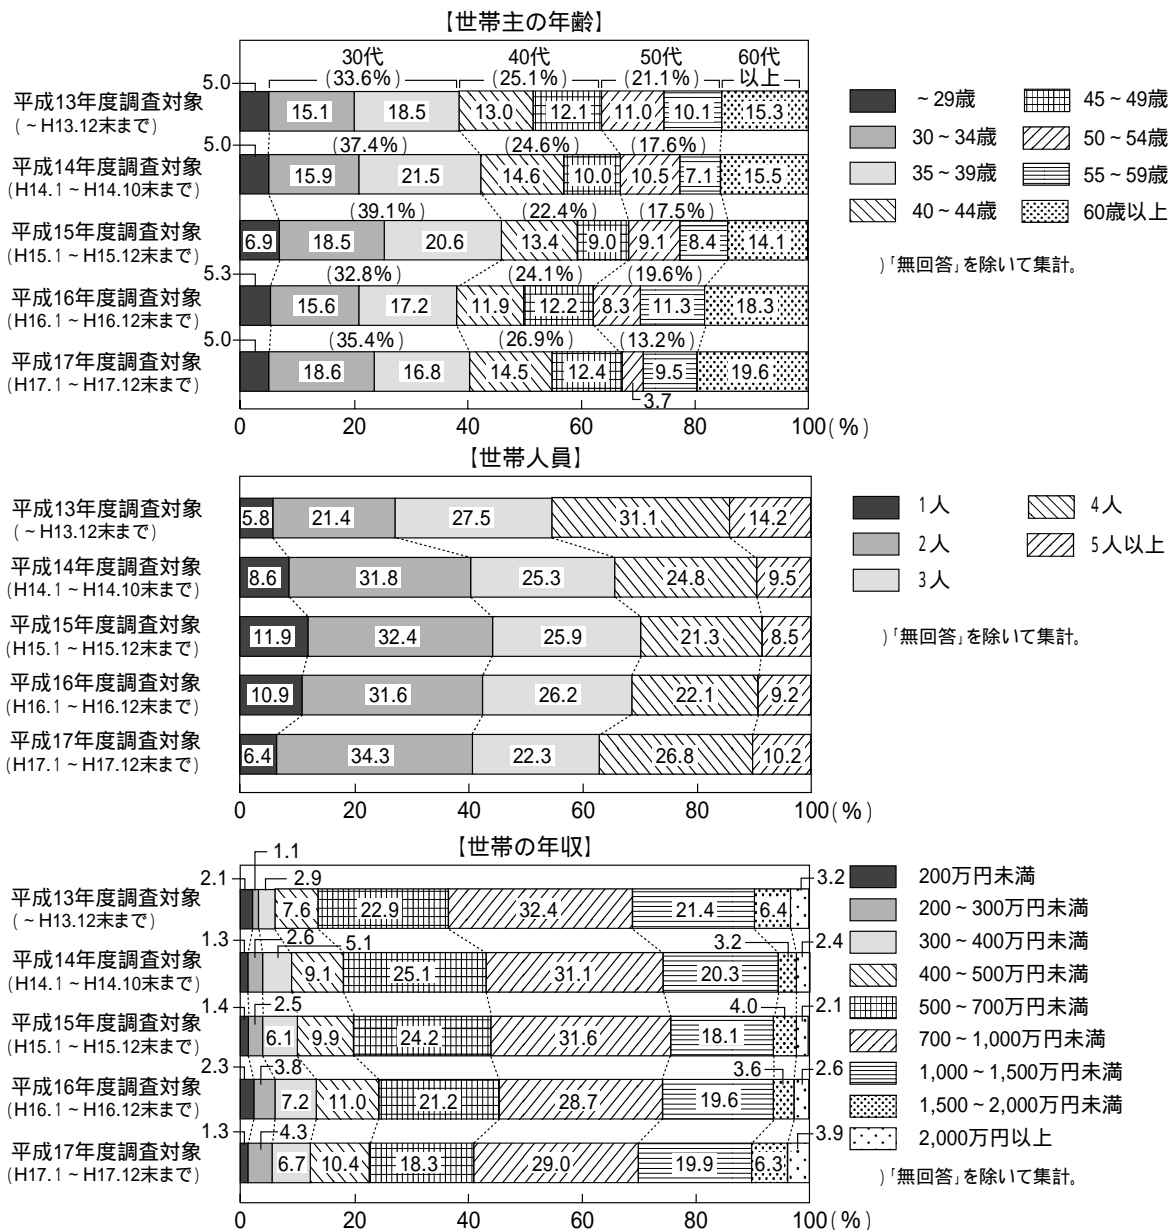 【世帯主の年齢】
30代 40代 50代 60代
以上
5.0 (33.6%) (25.1%) (21.1%)
平成13年度調査対象
(~H13.12末まで)
15.1 18.5 13.0 12.1 11.0 10.1 15.3
5.0 (37.4%) (24.6%) (17.6%)
平成14年度調査対象
(H14.1~H14.10末まで)
15.9 21.5 14.6 10.0 10.5 7.1 15.5
(39.1%) (22.4%) (17.5%)
平成15年度調査対象
(H15.1~H15.12末まで)
6.9 18.5 20.6 13.4 9.0 9.1 8.4 14.1
5.3 (32.8%) (24.1%) (19.6%)
平成16年度調査対象
(H16.1~H16.12末まで)
15.6 17.2 11.9 12.2 8.3 11.3 18.3
5.0 (35.4%) (26.9%) (13.2%)
平成17年度調査対象
(H17.1~H17.12末まで)
18.6 16.8 14.5 12.4 9.5 19.6
3.7
0 20 40 60 80 100(%)
~29歳 45~49歳
30~34歳 50~54歳
35~39歳 55~59歳
40~44歳 60歳以上
)「無回答」を除いて集計。
【世帯人員】
平成13年度調査対象
(~H13.12末まで)
5.8 21.4 27.5 31.1 14.2
平成14年度調査対象
(H14.1~H14.10末まで)
8.6 31.8 25.3 24.8 9.5
平成15年度調査対象
(H15.1~H15.12末まで)
11.9 32.4 25.9 21.3 8.5
平成16年度調査対象
(H16.1~H16.12末まで)
10.9 31.6 26.2 22.1 9.2
平成17年度調査対象
(H17.1~H17.12末まで)
6.4 34.3 22.3 26.8 10.2
0 20 40 60 80 100(%)
1人 4人
2人 5人以上
3人
)「無回答」を除いて集計。
【世帯の年収】
1.1
2.1 2.9 3.2
平成13年度調査対象
(~H13.12末まで)
7.6 22.9 32.4 21.4 6.4
1.3 2.6 5.1 3.2 2.4
平成14年度調査対象
(H14.1~H14.10末まで)
9.1 25.1 31.1 20.3
1.4 2.5 4.0 2.1
平成15年度調査対象
(H15.1~H15.12末まで)
6.1 9.9 24.2 31.6 18.1
2.3 3.8 3.6 2.6
平成16年度調査対象
(H16.1~H16.12末まで)
7.2 11.0 21.2 28.7 19.6
1.3 4.3 3.9
平成17年度調査対象
(H17.1~H17.12末まで)
6.7 10.4 18.3 29.0 19.9 6.3
0 20 40 60 80 100(%)
200万円未満
200~300万円未満
300~400万円未満
400~500万円未満
500~700万円未満
700~1,000万円未満
1,000~1,500万円未満
1,500~2,000万円未満
2,000万円以上
)「無回答」を除いて集計。